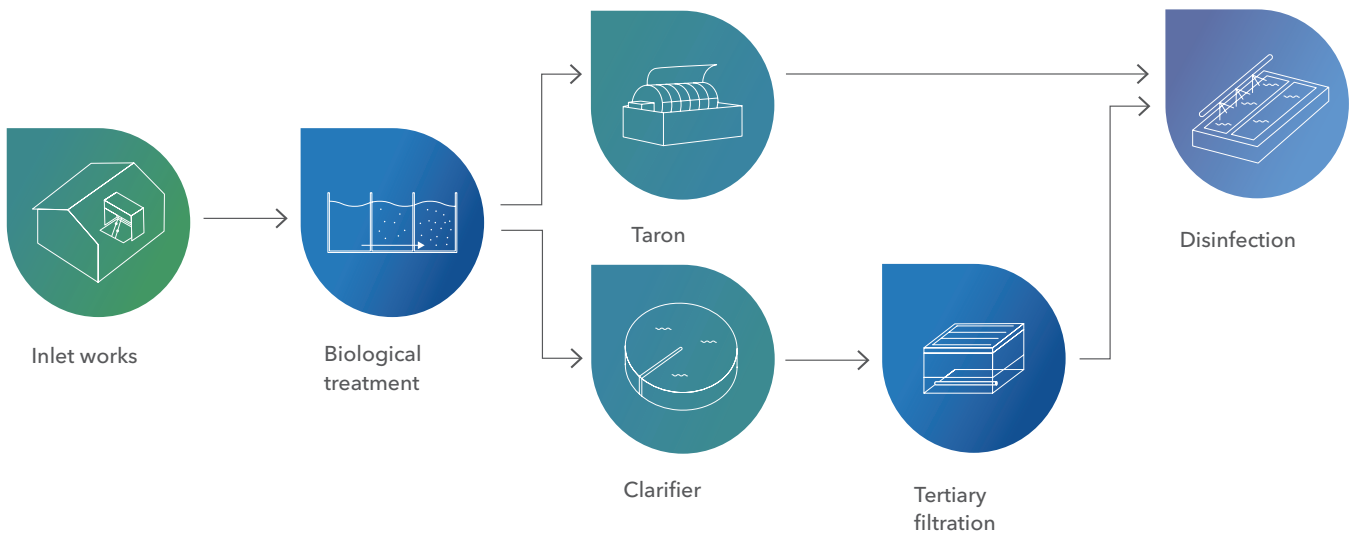 Inlet works
Biological
treatment
Taron
Clarifier
Tertiary
filtration
Disinfection